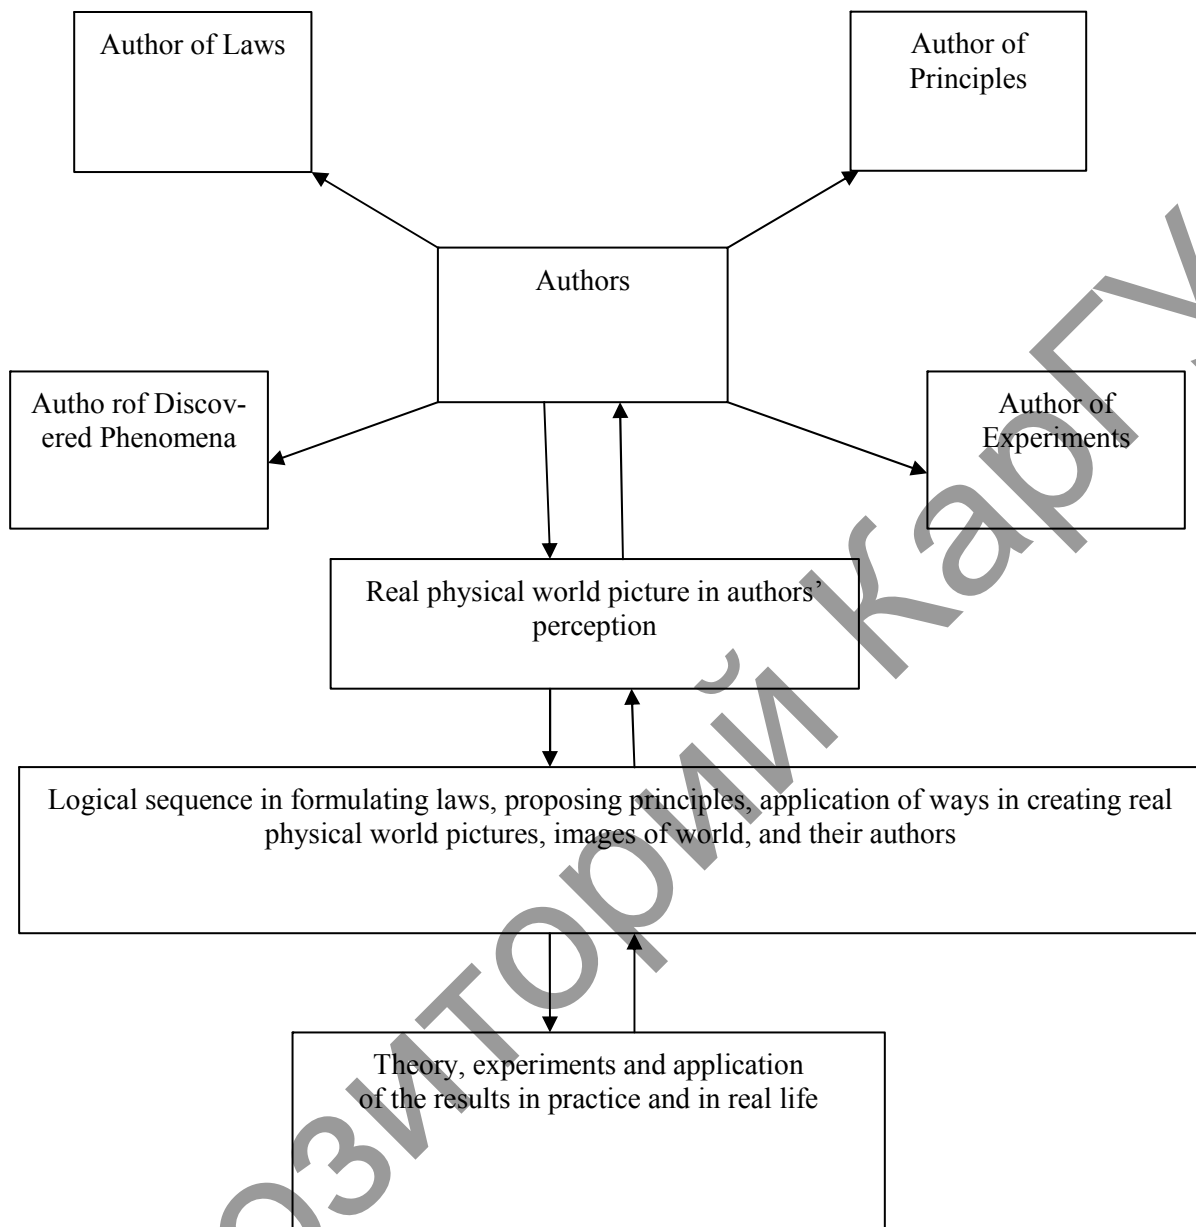 Author of Laws
Author of
Principles
Authors
Autho rof Discov-
ered Phenomena
Author of
Experiments
Real physical world picture in authors’
perception
Logical sequence in formulating laws, proposing principles, application of ways in creating real
physical world pictures, images of world, and their authors
Theory, experiments and application
of the results in practice and in real life
озиторий КарГУ